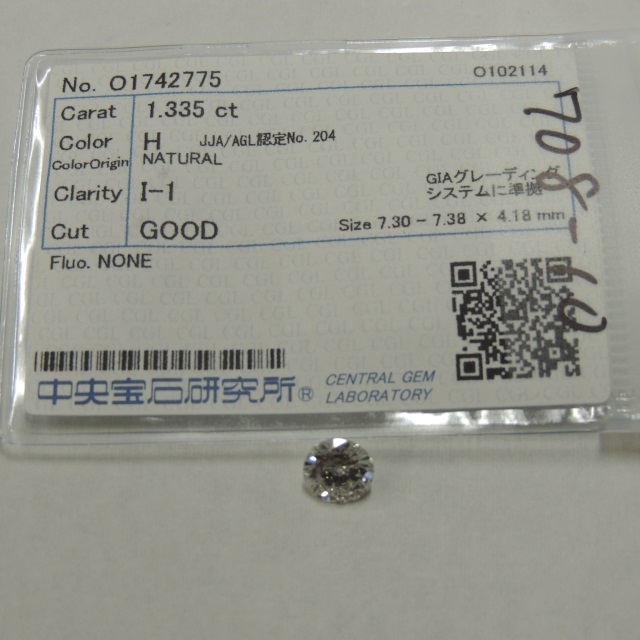 No. O1742775
O102114
Carat 1.335 ct
Color H JJA/AGL認定No. 204
ColorOrigin NATURAL
Clarity I-1
GIAグレーディング
システムに準拠
Cut GOOD Size 7.30 - 7.38 × 4.18 mm
Fluo. NONE
中央宝石研究所® CENTRAL GEM
LABORATORY